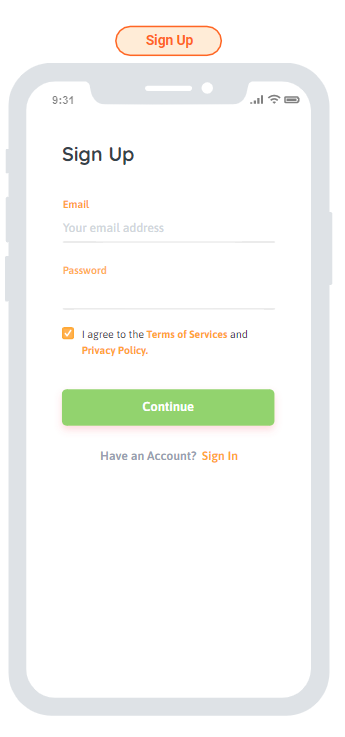 Sign Up
9:31
Sign Up
Email
Your email address
Password
I agree to the Terms of Services and
Privacy Policy.
Continue
Have an Account? Sign In